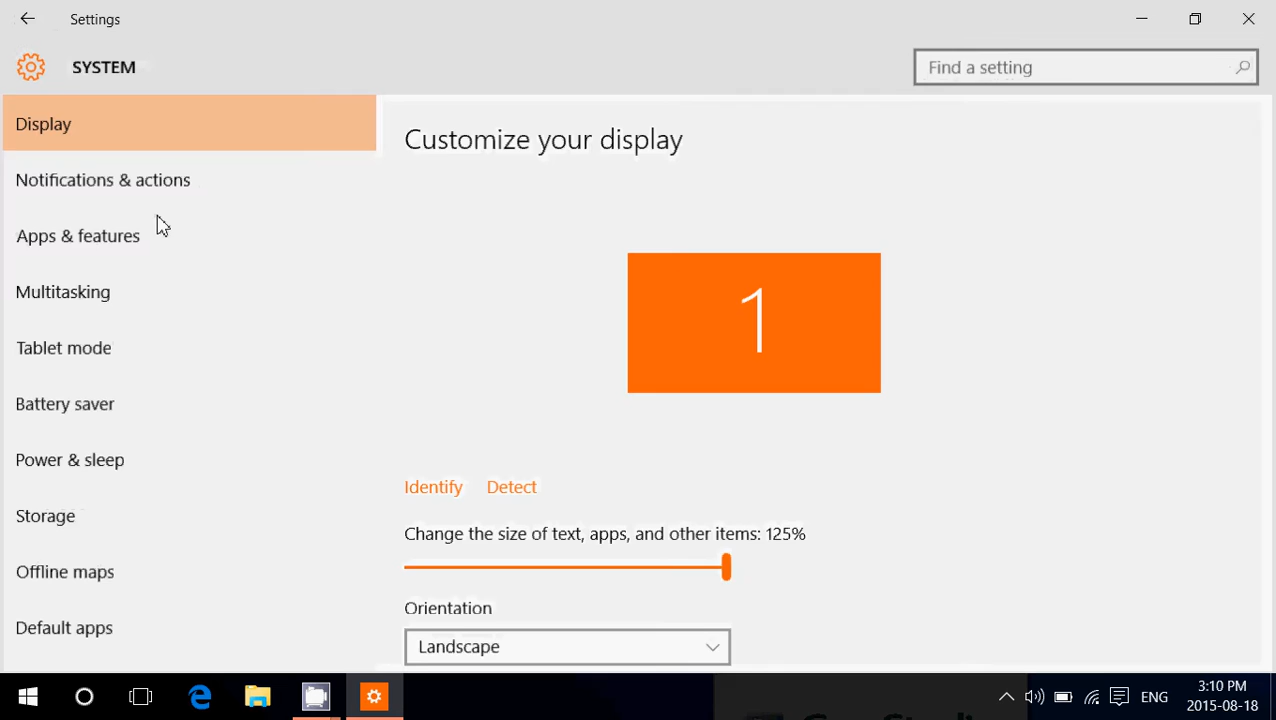 Settings
SYSTEM
Find a setting
Display
Notifications & actions
Apps & features
Multitasking
Tablet mode
Battery saver
Power & sleep
Storage
Offline maps
Default apps
Customize your display
1
Identify Detect
Change the size of text, apps, and other items: 125%
Orientation
Landscape
ENG
3:10 PM
2015-08-18